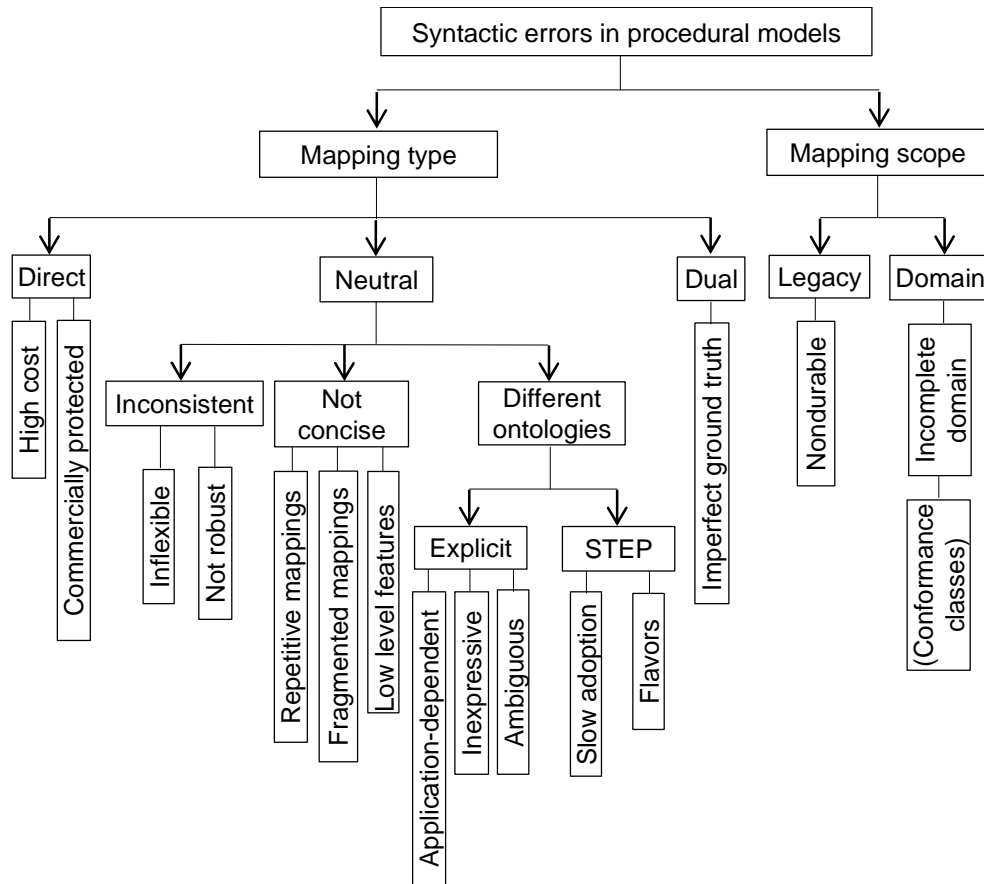 Syntactic errors in procedural models
Mapping type
Mapping scope
Direct
Neutral
Dual
Legacy
Domain
High cost
Commercially protected
Inconsistent
Not
concise
Different
ontologies
Imperfect ground truth
Nondurable
Incomplete
domain
Inflexible
Not robust
Repetitive mappings
Fragmented mappings
Low level features
Explicit
STEP
(Conformance
classes)
Application-dependent
Inexpressive
Ambiguous
Slow adoption
Flavors